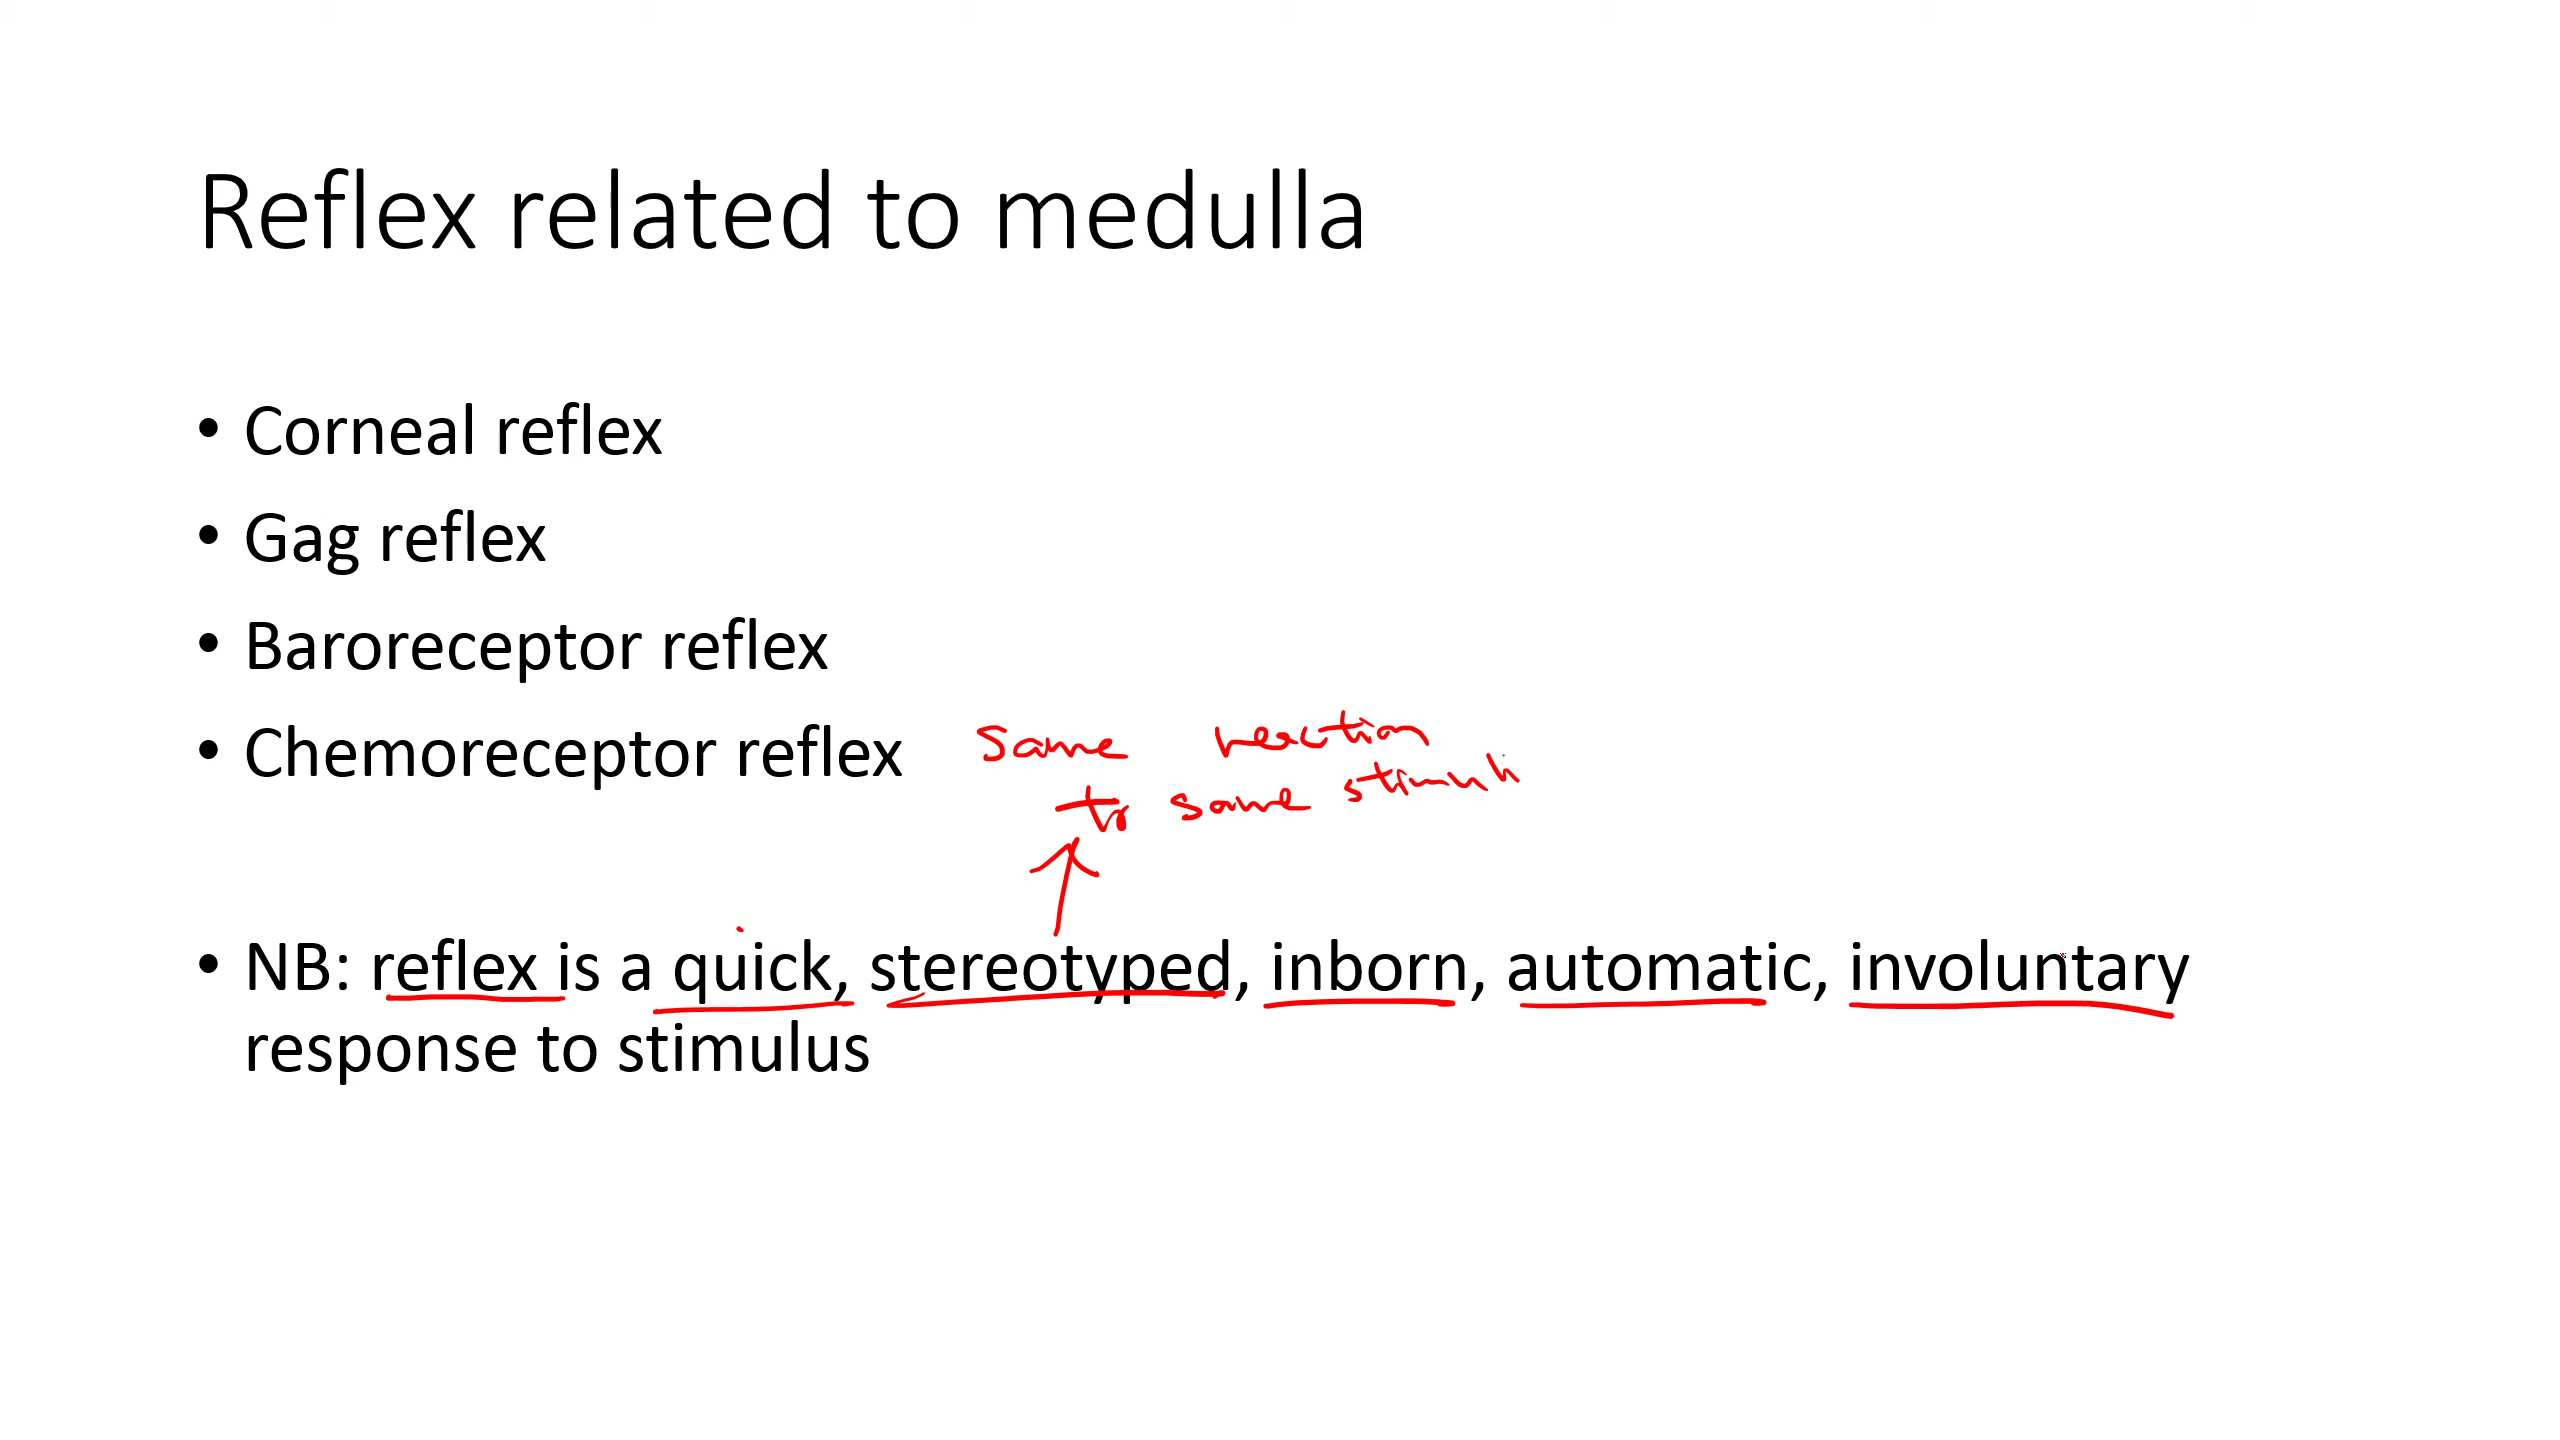 Reflex related to medulla
• Corneal reflex
• Gag reflex
• Baroreceptor reflex
• Chemoreceptor reflex
same reaction
to same stimuli
• NB: reflex is a quick, stereotyped, inborn, automatic, involuntary
response to stimulus